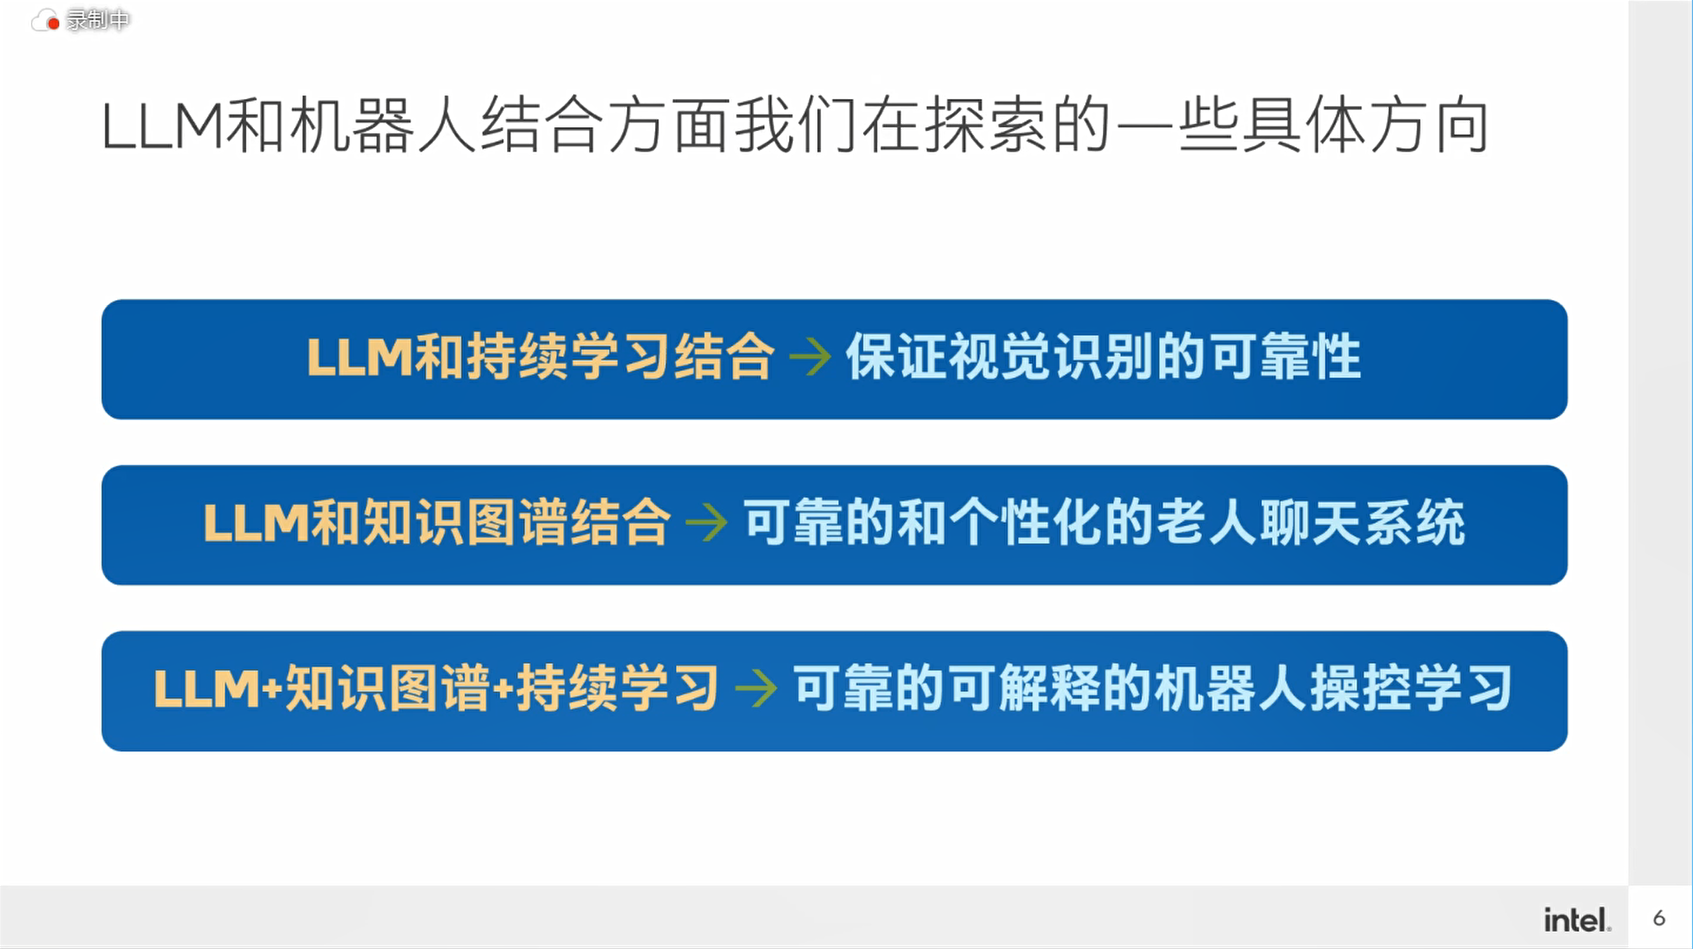 录制中
LLM和机器人结合方面我们在探索的一些具体方向
LLM和持续学习结合→保证视觉识别的可靠性
LLM和知识图谱结合→可靠的和个性化的老人聊天系统
LLM+知识图谱+持续学习→可靠的可解释的机器人操控学习
intel.
6